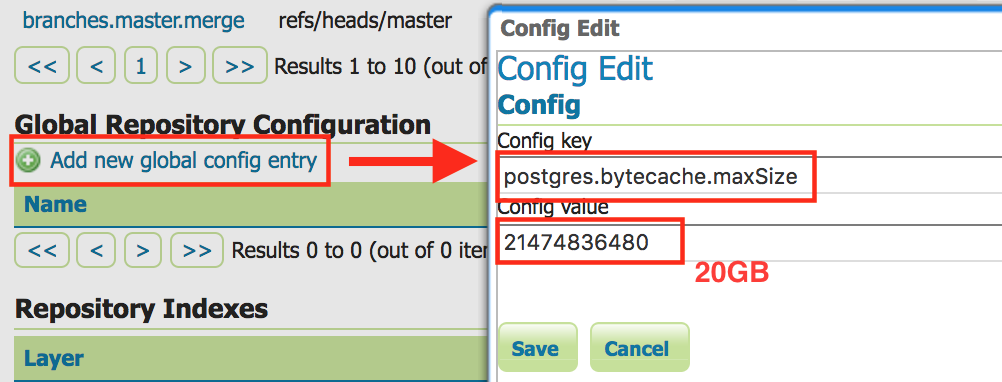 branches.master.merge refs/heads/master
<< < 1 > >> Results 1 to 10 (out of
Global Repository Configuration
Add new global config entry
Name
<< < > >> Results 0 to 0 (out of 0 iter
Repository Indexes
Layer
Config Edit
Config Edit
Config
Config key
postgres.bytecache.maxSize
Config value
21474836480
20GB
Save Cancel